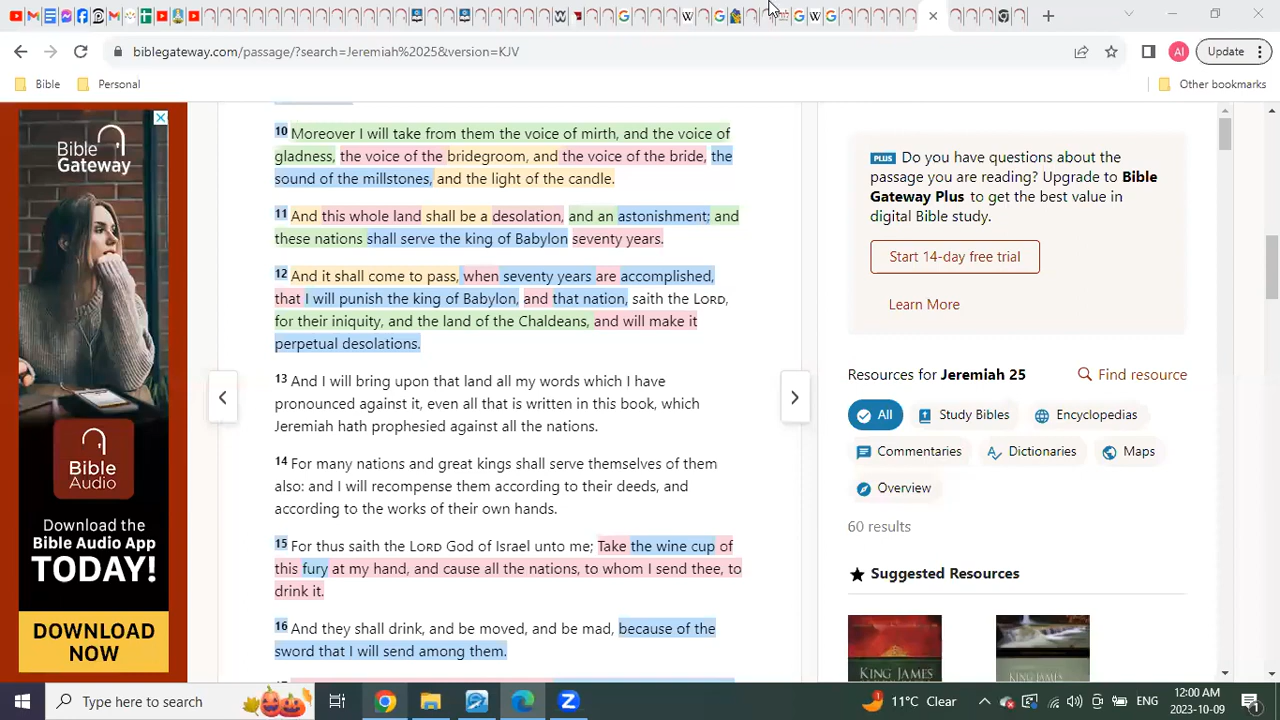 Update
biblegateway.com/passage/?search=Jeremiah%2025&version=KJV
AI
Bible
Personal
Other bookmarks
Bible
Gateway
Bible
Audio
Download the
Bible Audio App
TODAY!
DOWNLOAD
NOW
10 Moreover I will take from them the voice of mirth, and the voice of
gladness, the voice of the bridegroom, and the voice of the bride, the
sound of the millstones, and the light of the candle.
11 And this whole land shall be a desolation, and an astonishment; and
these nations shall serve the king of Babylon seventy years.
12 And it shall come to pass, when seventy years are accomplished,
that I will punish the king of Babylon, and that nation, saith the LORD,
for their iniquity, and the land of the Chaldeans, and will make it
perpetual desolations.
13 And I will bring upon that land all my words which I have
pronounced against it, even all that is written in this book, which
Jeremiah hath prophesied against all the nations.
14 For many nations and great kings shall serve themselves of them
also: and I will recompense them according to their deeds, and
according to the works of their own hands.
15 For thus saith the LORD God of Israel unto me; Take the wine cup of
this fury at my hand, and cause all the nations, to whom I send thee, to
drink it.
16 And they shall drink, and be moved, and be mad, because of the
sword that I will send among them.
PLUS Do you have questions about the
passage you are reading? Upgrade to Bible
Gateway Plus to get the best value in
digital Bible study.
Start 14-day free trial
Learn More
Resources for Jeremiah 25
Find resource
All
Study Bibles
Encyclopedias
Commentaries
Dictionaries
Maps
Overview
60 results
Suggested Resources
KING JAMES
KING JAMES
Type here to search
11°C Clear
ENG
12:00 AM
2023-10-09